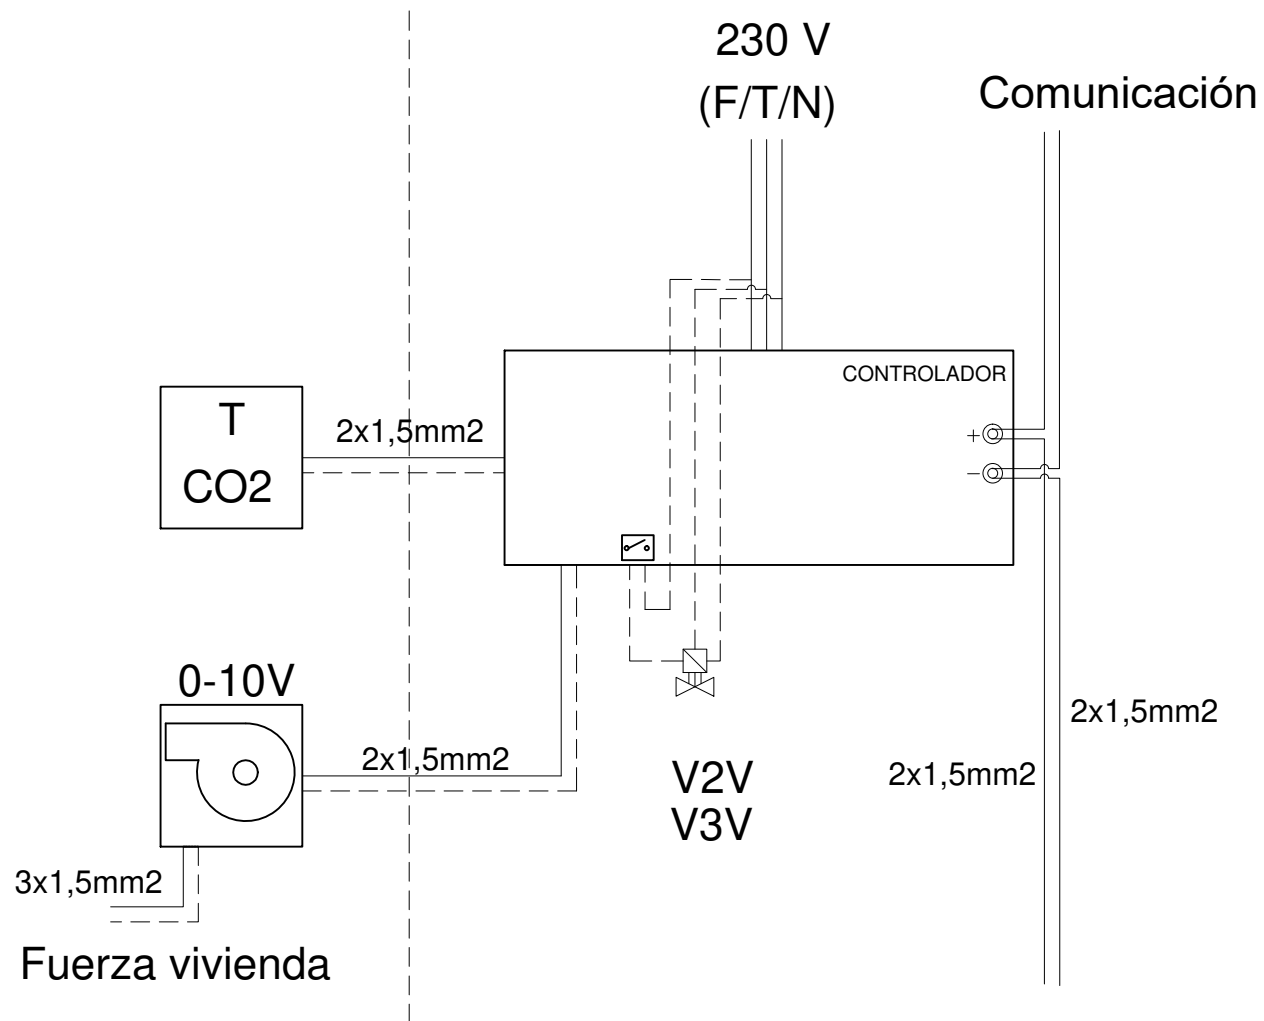 230 V
(F/T/N)
Comunicación
CONTROLADOR
T
CO2
2x1,5mm2
+
-
0-10V
2x1,5mm2
V2V
V3V
2x1,5mm2
2x1,5mm2
3x1,5mm2
Fuerza vivienda